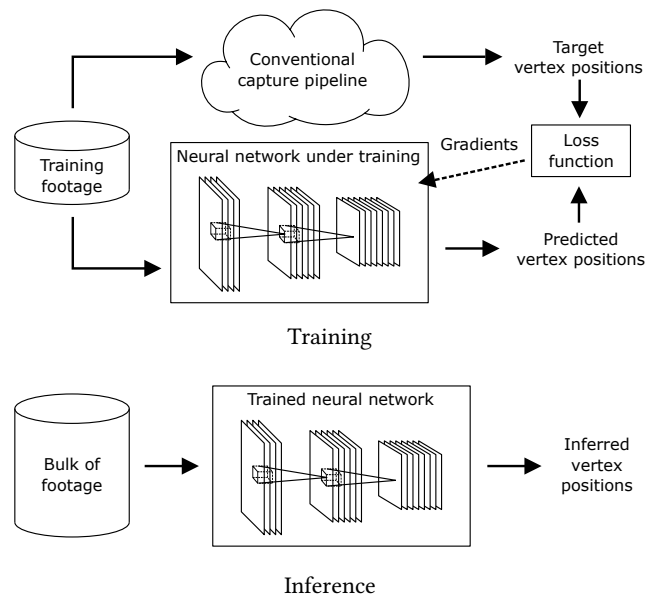 Conventional
capture pipeline
Target
vertex positions
Training
footage
Neural network under training
Gradients
Loss
function
Predicted
vertex positions
Training
Trained neural network
Bulk of
footage
Inferred
vertex
positions
Inference